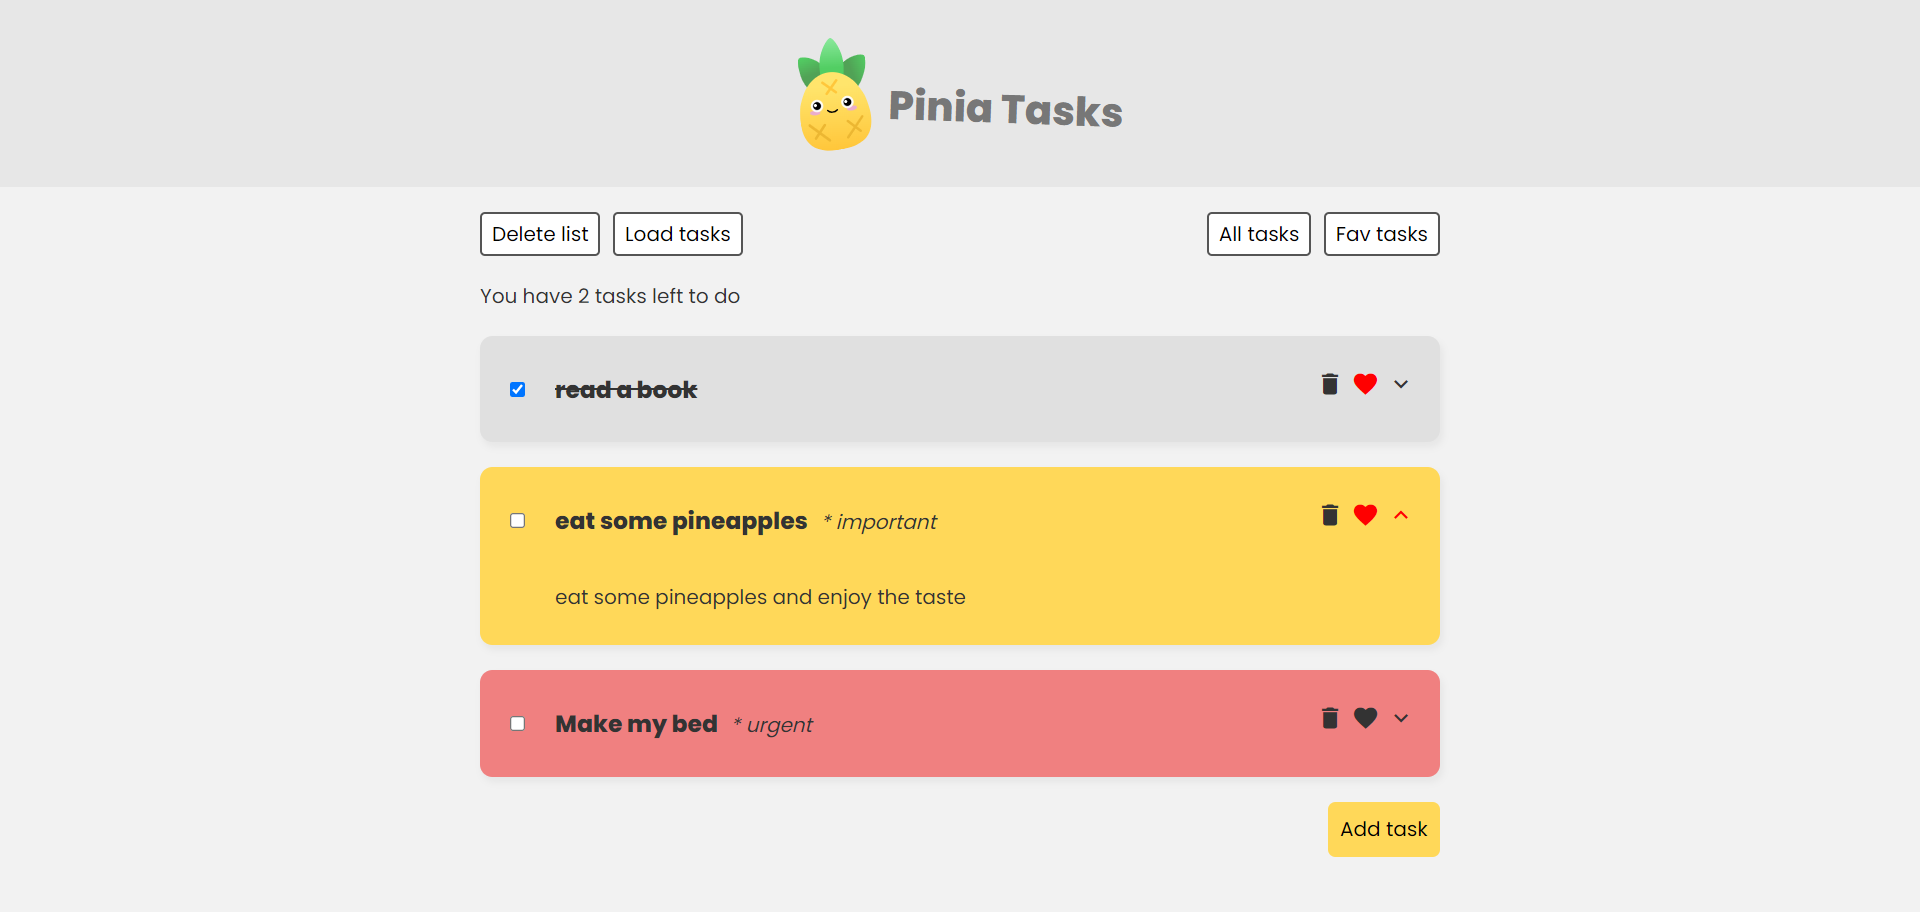 Pinia Tasks
Delete list Load tasks All tasks Fav tasks
You have 2 tasks left to do
read a book
eat some pineapples * important
eat some pineapples and enjoy the taste
Make my bed * urgent
Add task